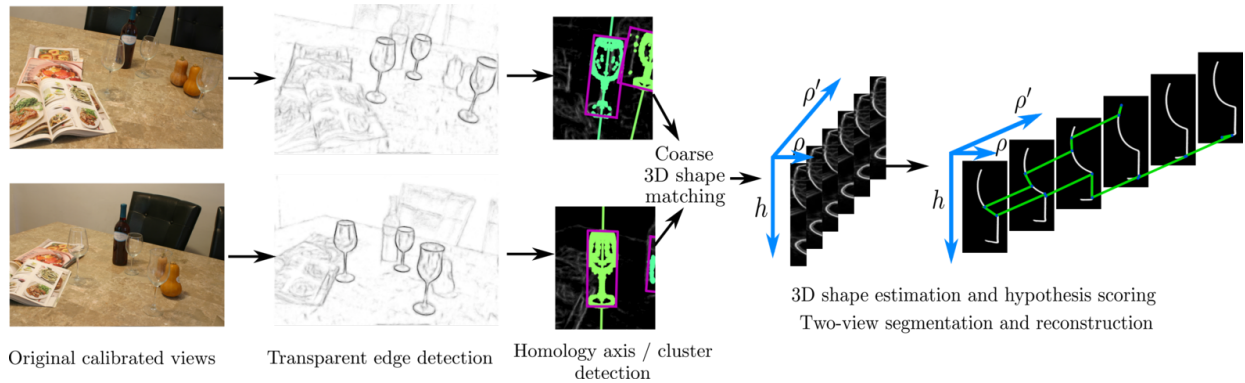 Coarse
3D shape
matching
ρ′
ρ
h
ρ′
ρ
h
3D shape estimation and hypothesis scoring
Two-view segmentation and reconstruction
Original calibrated views
Transparent edge detection
Homology axis / cluster
detection